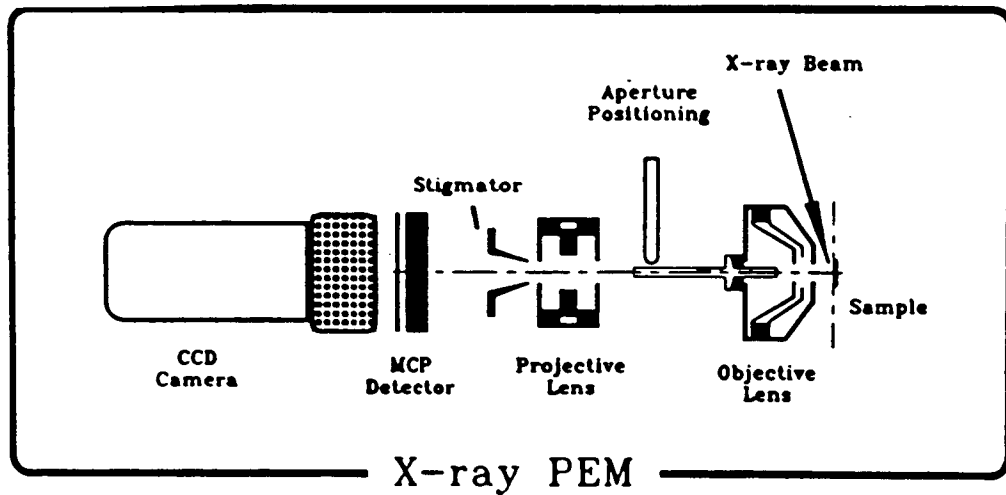 X-ray Beam
Aperture
Positioning
Stigmator
Sample
CCD
Camera
MCP
Detector
Projective
Lens
Objective
Lens
X-ray PEM